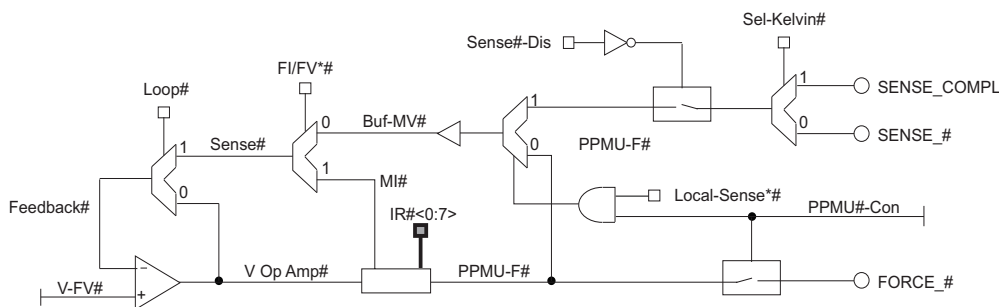 Sel-Kelvin#
Sense#-Dis
FI/FV*#
Loop#
1
SENSE_COMPL
0
SENSE_#
1
0
PPMU-F#
Buf-MV#
0
1
MI#
Sense#
1
0
Feedback#
Local-Sense*#
PPMU#-Con
IR#<0:7>
V-FV#
–
+
V Op Amp#
PPMU-F#
FORCE_#